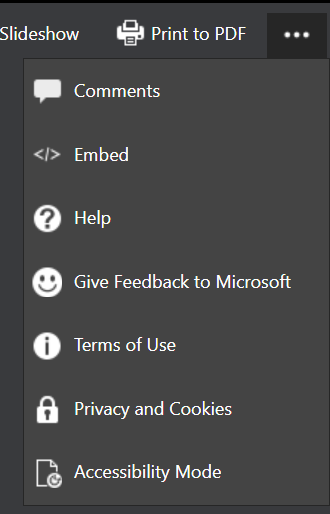 Slideshow Print to PDF ...
Comments
</> Embed
? Help
Give Feedback to Microsoft
i Terms of Use
Privacy and Cookies
Accessibility Mode